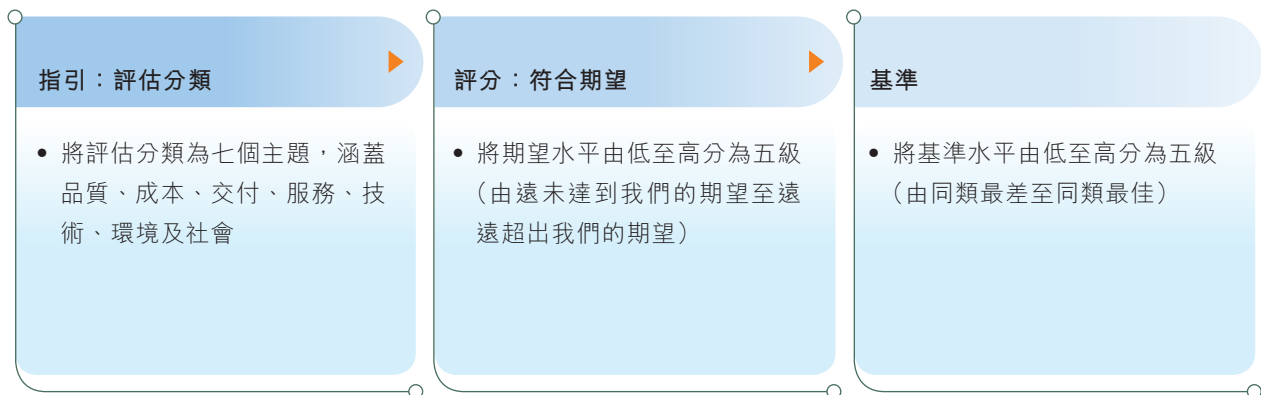 指引：評估分類
• 將評估分類為七個主題，涵蓋
品質、成本、交付、服務、技
術、環境及社會
評分：符合期望
• 將期望水平由低至高分為五級
（由遠未達到我們的期望至遠
遠超出我們的期望）
基準
• 將基準水平由低至高分為五級
（由同類最差至同類最佳）